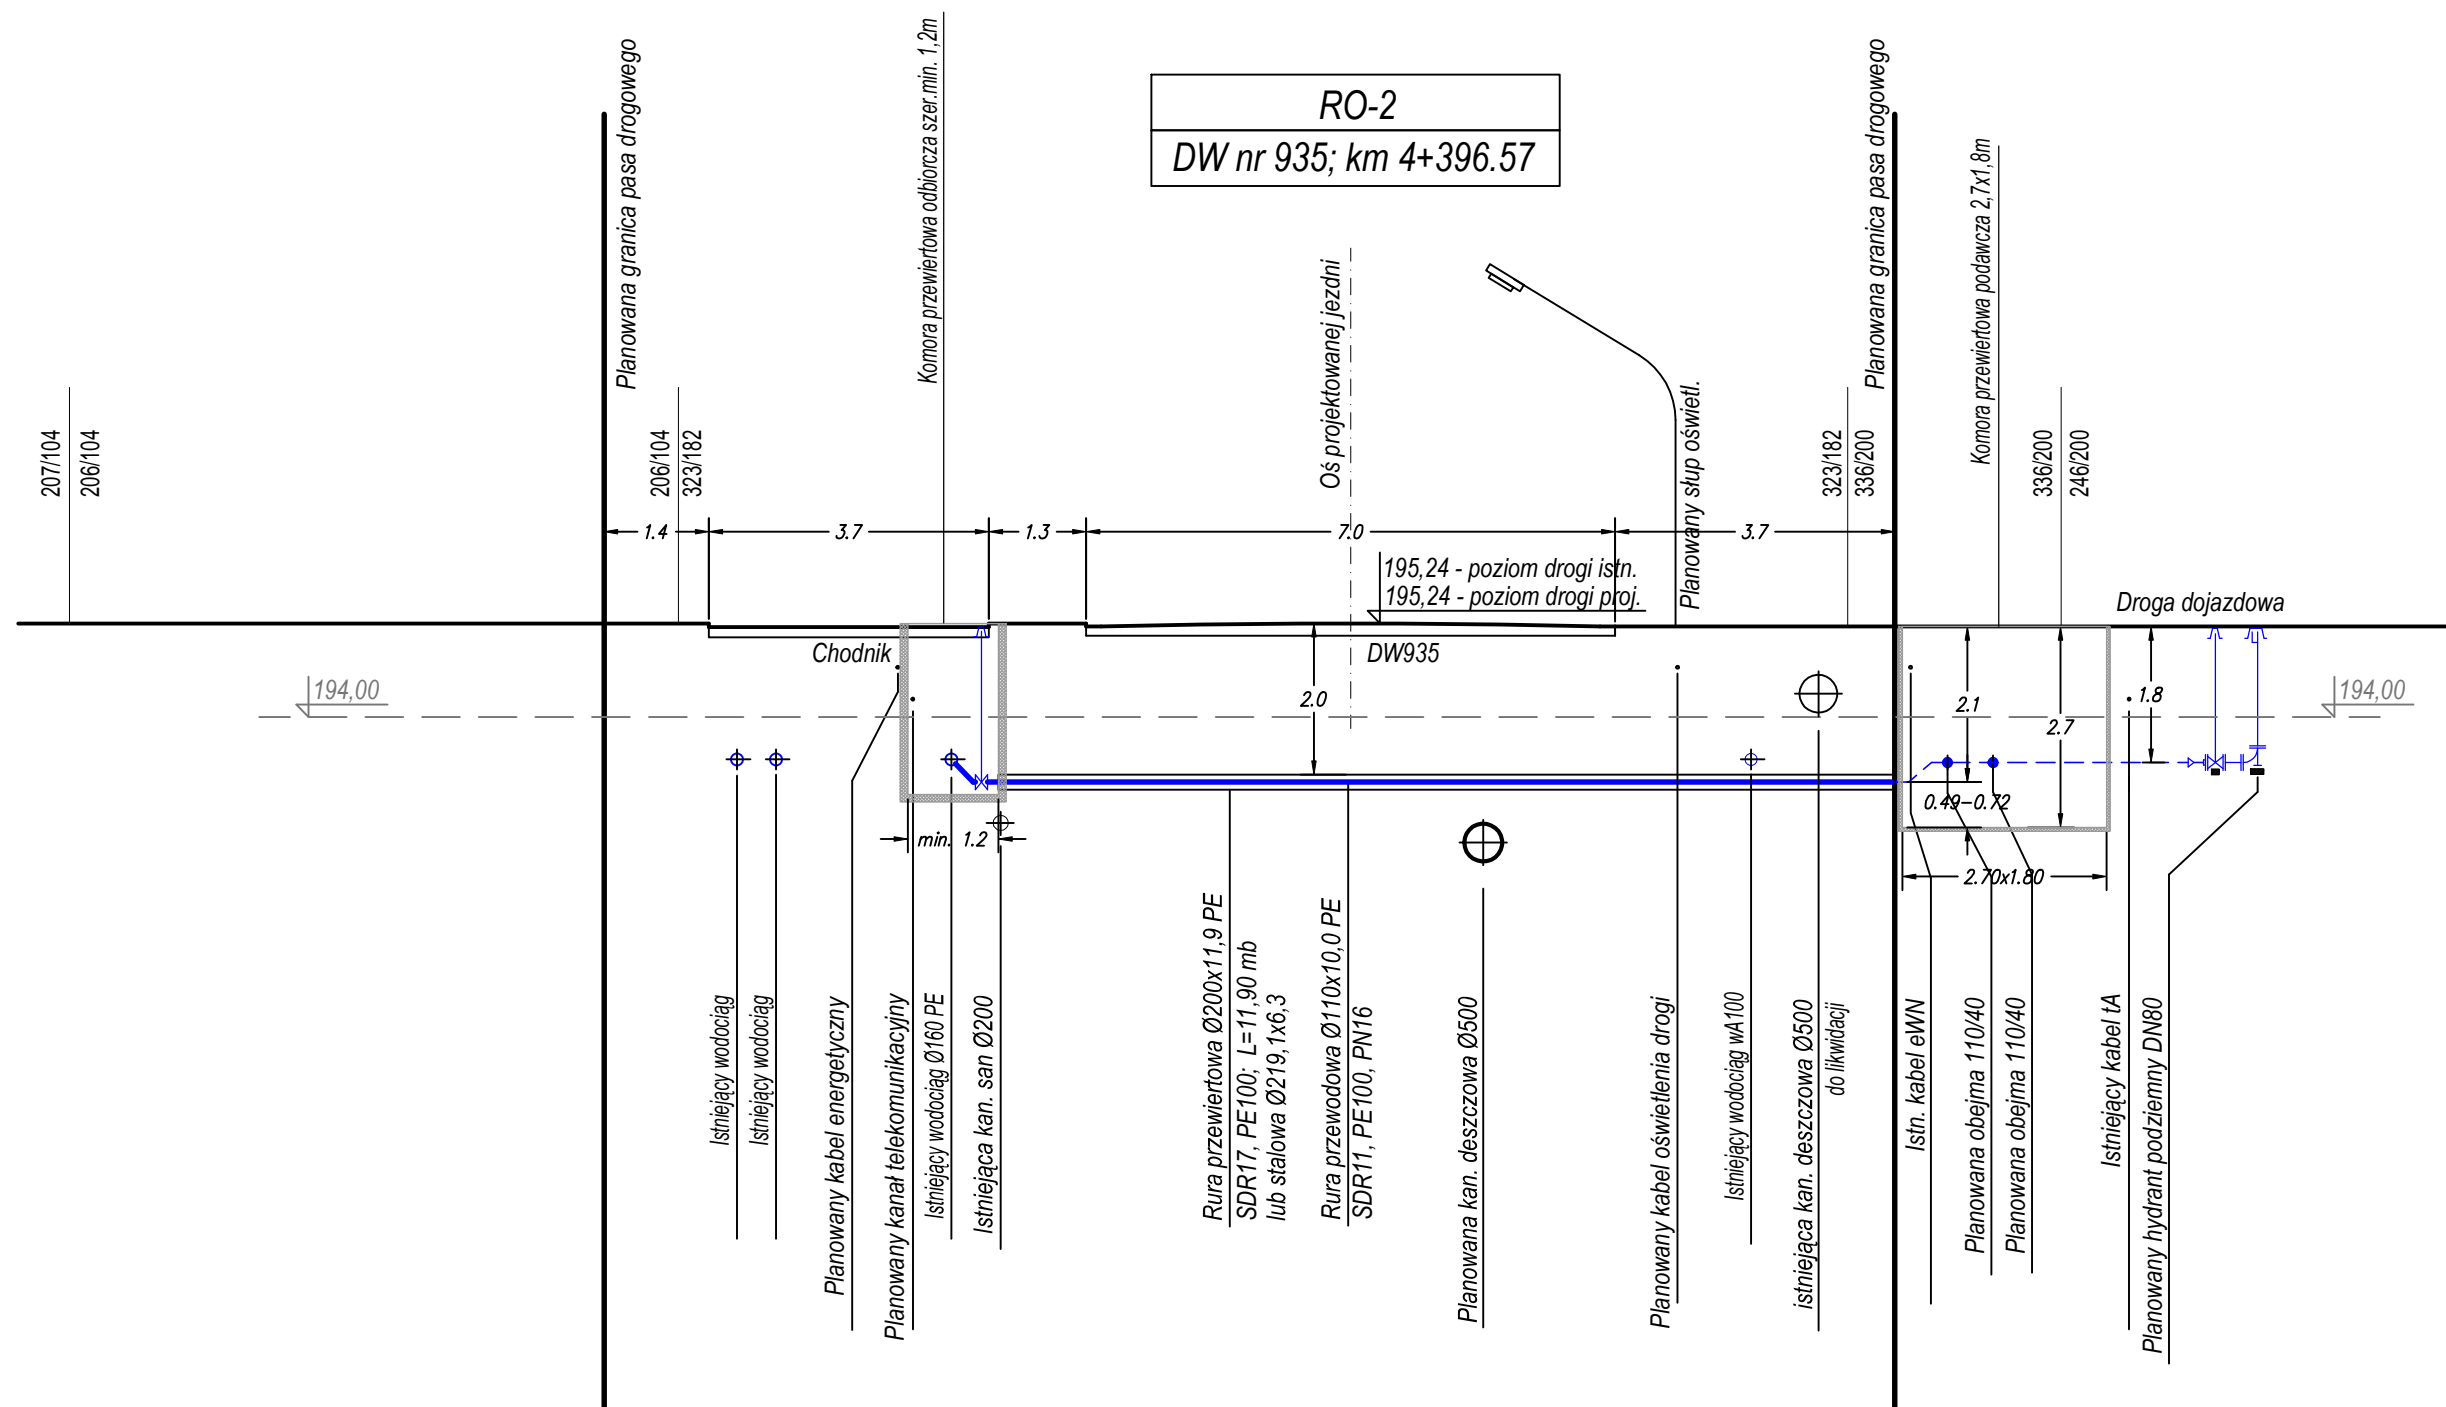 RO-2
DW nr 935; km 4+396.57
Planowana granica pasa drogowego
Komora przewiertowa odbiorcza szer.min. 1,2m
Oś projektowanej jezdni
Planowany słup oświetl.
Planowana granica pasa drogowego
Komora przewiertowa podawcza 2,7x1,8m
207/104
206/104
206/104
323/182
323/182
336/200
336/200
246/200
1.4
3.7
1.3
7.0
3.7
195,24 - poziom drogi istn.
195,24 - poziom drogi proj.
Droga dojazdowa
Chodnik
DW935
194,00
194,00
2.0
2.1
2.7
1.8
0.49-0.72
min. 1.2
2.70x1.80
Istniejący wodociąg
Istniejący wodociąg
Planowany kabel energetyczny
Planowany kanał telekomunikacyjny
Istniejący wodociąg Ø160 PE
Istniejąca kan. san Ø200
Rura przewiertowa Ø200x11,9 PE
SDR17, PE100; L=11,90 mb
lub stalowa Ø219,1x6,3
Rura przewodowa Ø110x10,0 PE
SDR11, PE100, PN16
Planowana kan. deszczowa Ø500
Planowany kabel oświetlenia drogi
Istniejący wodociąg wA100
istniejąca kan. deszczowa Ø500
do likwidacji
Istn. kabel eWN
Planowana obejma 110/40
Planowana obejma 110/40
Istniejący kabel tA
Planowany hydrant podziemny DN80